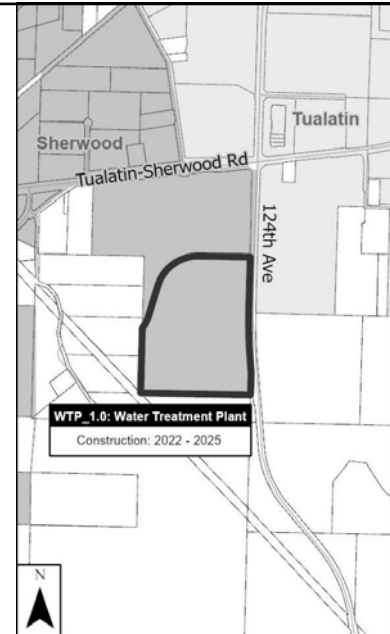 Tualatin
Sherwood
Tualatin-Sherwood Rd
124th Ave
WTP_1.0: Water Treatment Plant
Construction: 2022 - 2025
N